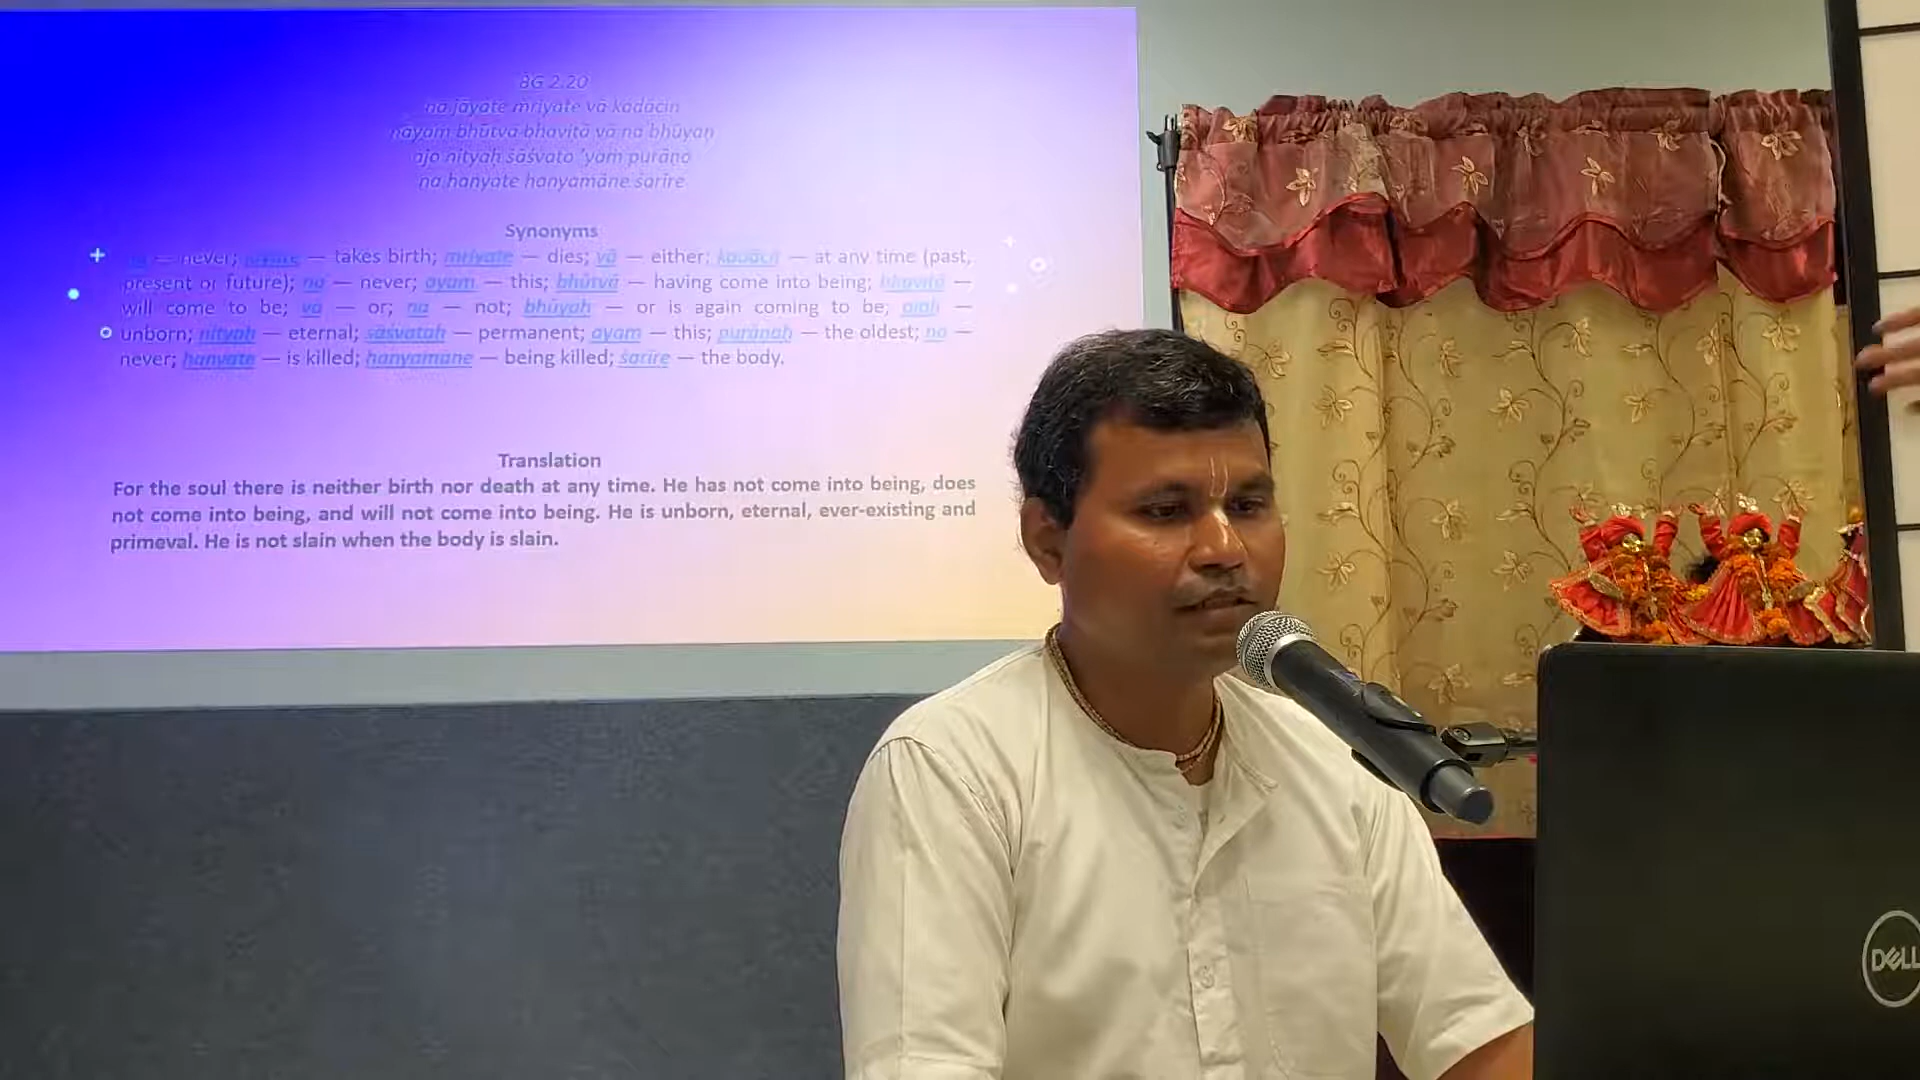 BG 2.20
na jāyate mriyate vā kadācin
nāyaṁ bhūtvā bhavitā vā na bhūyaḥ
ajo nityaḥ śāśvato 'yaṁ purāṇo
na hanyate hanyamāne śarīre
Synonyms
na — never; jāyate — takes birth; mriyate — dies; vā — either; kadācit — at any time (past,
present or future); na — never; ayam — this; bhūtvā — having come into being; bhavitā —
will come to be; vā — or; na — not; bhūyaḥ — or is again coming to be; ajaḥ —
unborn; nityaḥ — eternal; śāśvataḥ — permanent; ayam — this; purāṇaḥ — the oldest; na —
never; hanyate — is killed; hanyamāne — being killed; śarīre — the body.
Translation
For the soul there is neither birth nor death at any time. He has not come into being, does
not come into being, and will not come into being. He is unborn, eternal, ever-existing and
primeval. He is not slain when the body is slain.
DELL